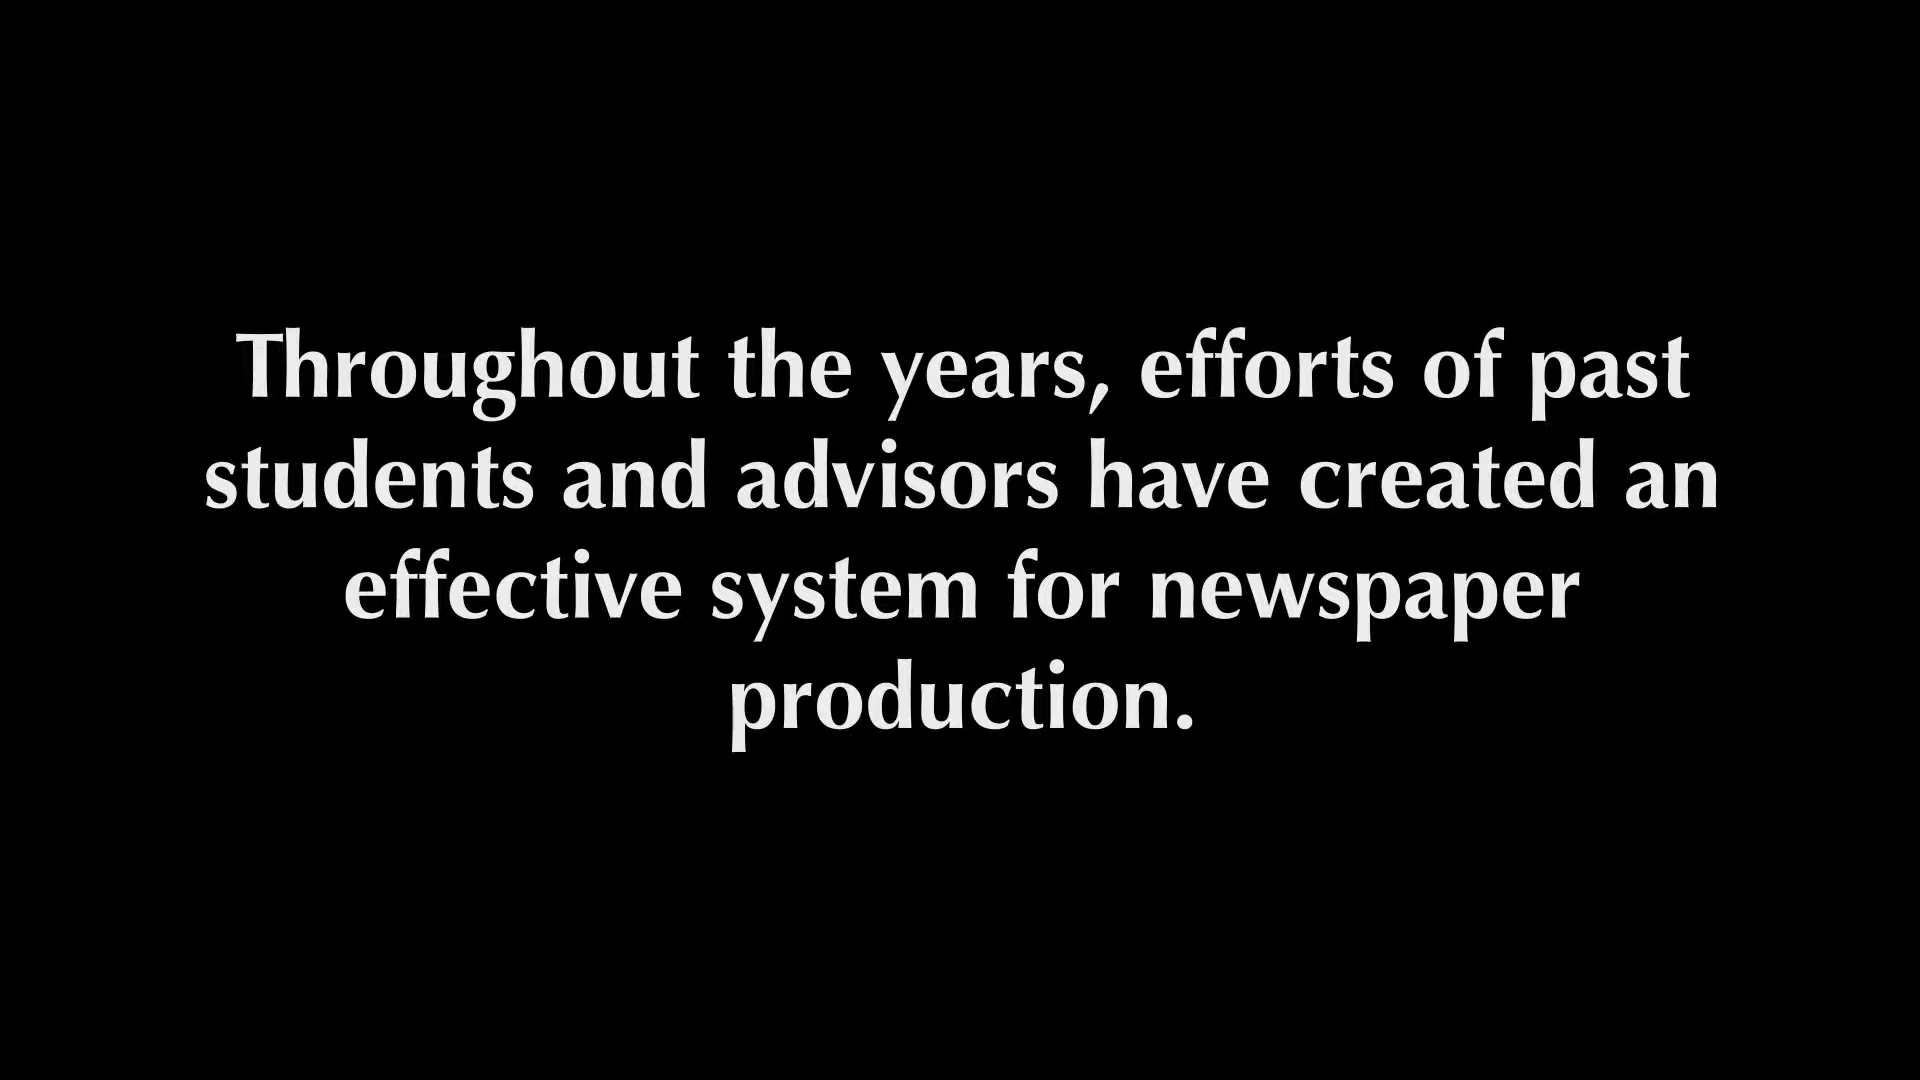 Throughout the years, efforts of past
students and advisors have created an
effective system for newspaper
production.